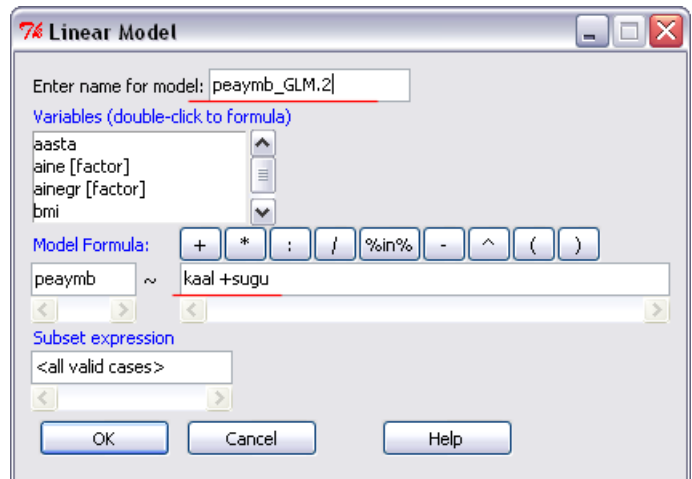 Linear Model
Enter name for model: peaymb_GLM.2
Variables (double-click to formula)
aasta
aine [factor]
ainegr [factor]
bmi
Model Formula: + * : / %in% - ^ ( )
peaymb ~ kaal +sugu
Subset expression
<all valid cases>
OK Cancel Help